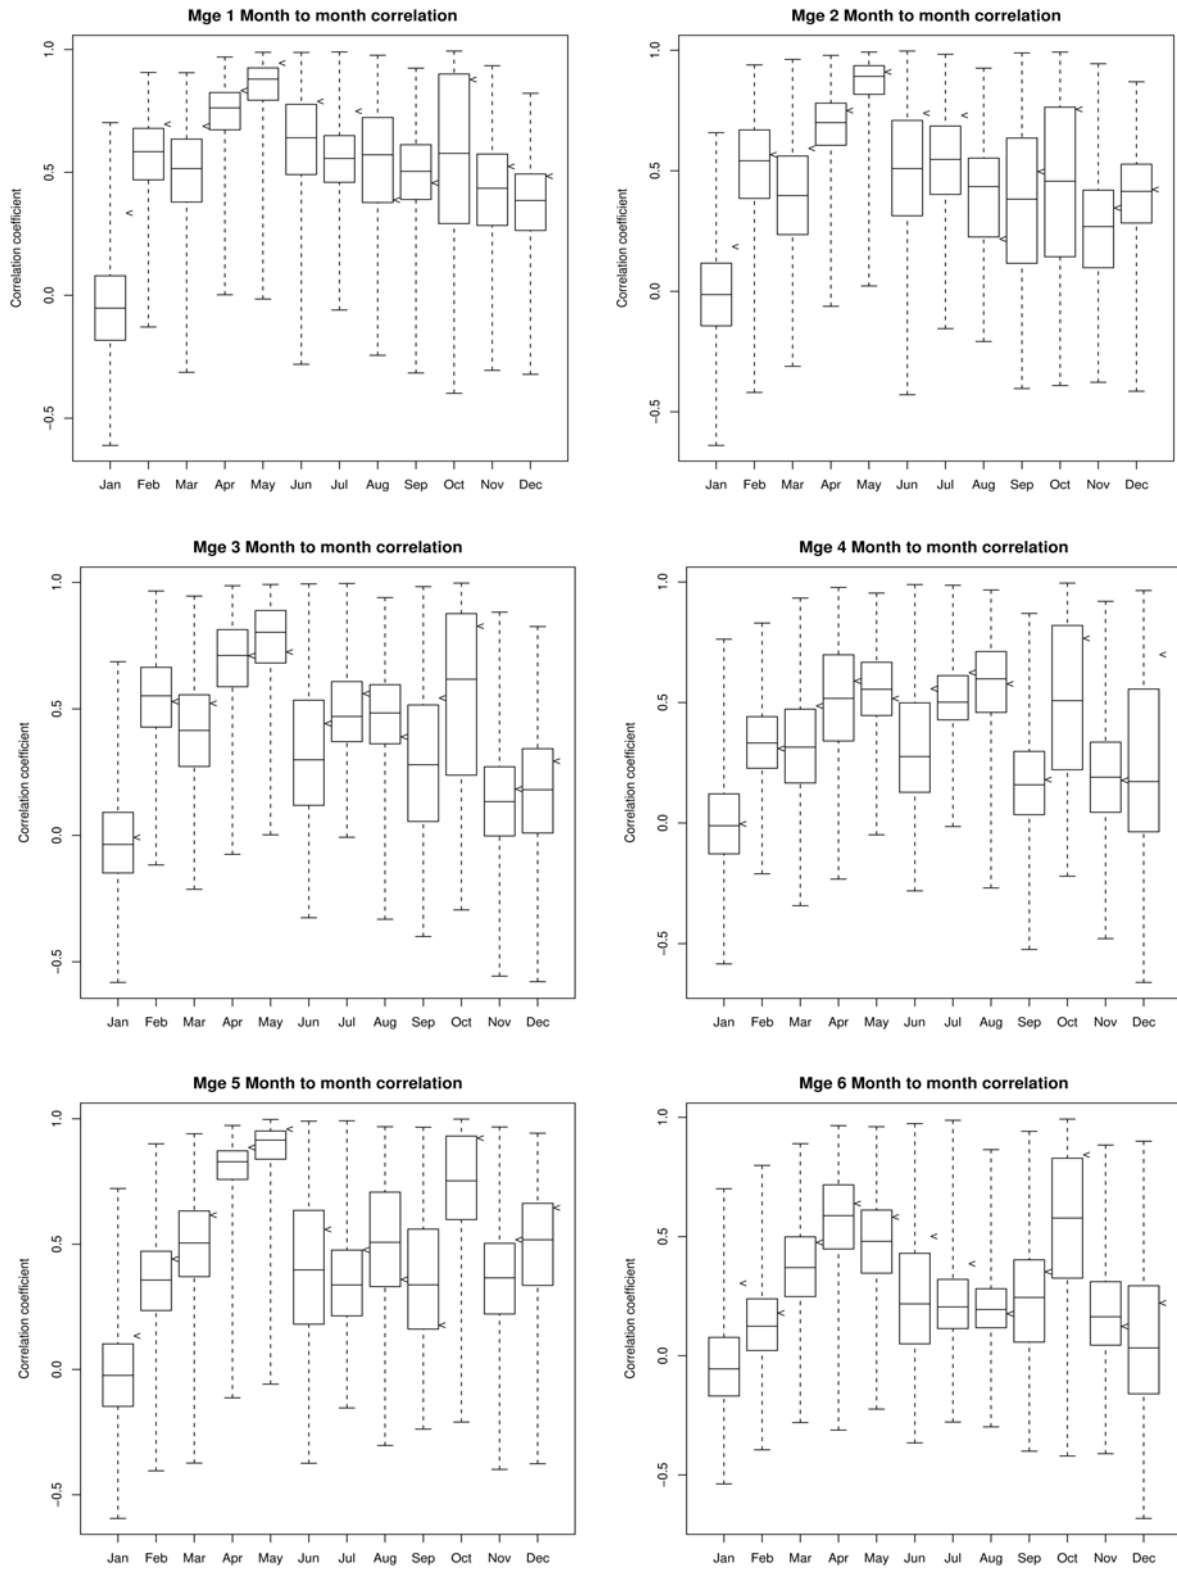 Mge 1 Month to month correlation
Correlation coefficient
1.0
0.5
0.0
−0.5
Jan Feb Mar Apr May Jun Jul Aug Sep Oct Nov Dec
Mge 2 Month to month correlation
Correlation coefficient
1.0
0.5
0.0
−0.5
Jan Feb Mar Apr May Jun Jul Aug Sep Oct Nov Dec
Mge 3 Month to month correlation
Correlation coefficient
1.0
0.5
0.0
−0.5
Jan Feb Mar Apr May Jun Jul Aug Sep Oct Nov Dec
Mge 4 Month to month correlation
Correlation coefficient
1.0
0.5
0.0
−0.5
Jan Feb Mar Apr May Jun Jul Aug Sep Oct Nov Dec
Mge 5 Month to month correlation
Correlation coefficient
1.0
0.5
0.0
−0.5
Jan Feb Mar Apr May Jun Jul Aug Sep Oct Nov Dec
Mge 6 Month to month correlation
Correlation coefficient
1.0
0.5
0.0
−0.5
Jan Feb Mar Apr May Jun Jul Aug Sep Oct Nov Dec